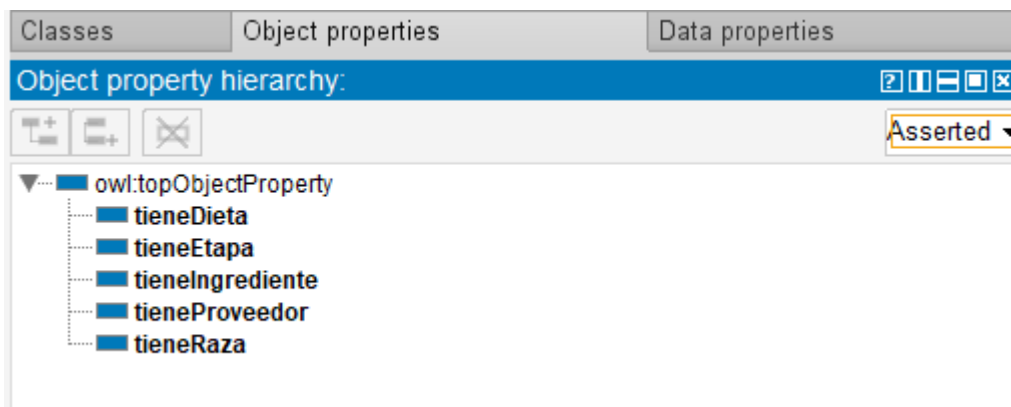 Classes Object properties Data properties
Object property hierarchy:
Asserted
owl:topObjectProperty
tieneDieta
tieneEtapa
tieneIngrediente
tieneProveedor
tieneRaza